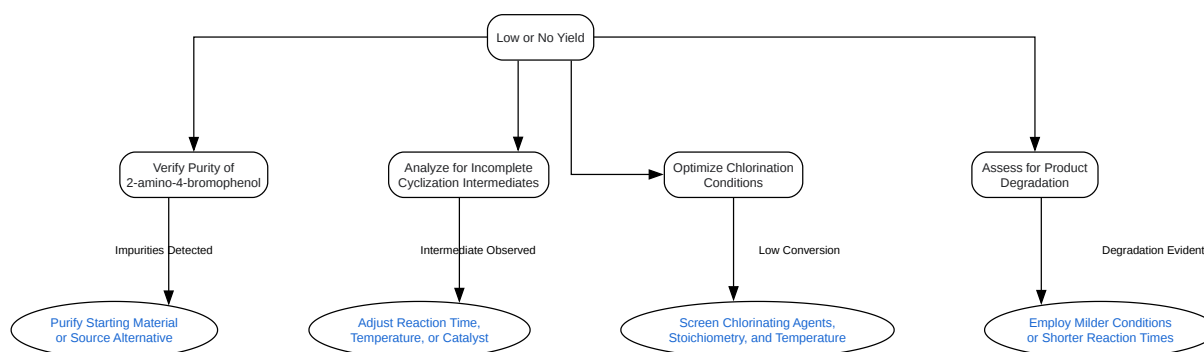 Low or No Yield
Verify Purity of
2-amino-4-bromophenol
Analyze for Incomplete
Cyclization Intermediates
Optimize Chlorination
Conditions
Assess for Product
Degradation
Impurities Detected
Intermediate Observed
Low Conversion
Degradation Evident
Purify Starting Material
or Source Alternative
Adjust Reaction Time,
Temperature, or Catalyst
Screen Chlorinating Agents,
Stoichiometry, and Temperature
Employ Milder Conditions
or Shorter Reaction Times